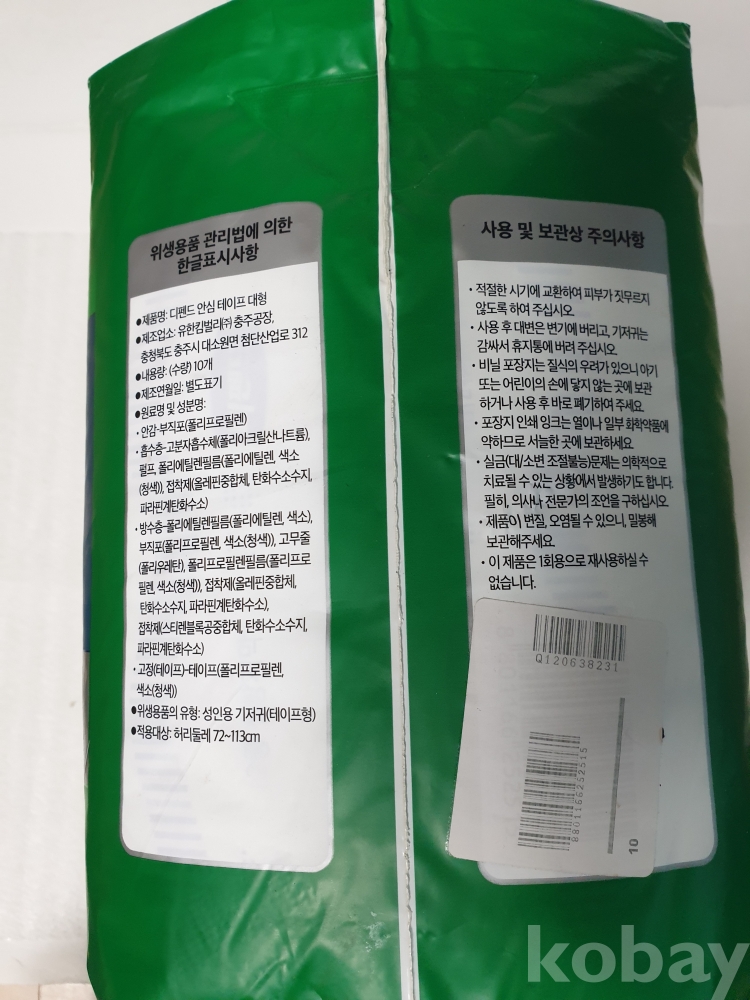 위생용품 관리법에 의한
한글표시사항
●제품명: 디펜드 안심 테이프 대형
●제조업소: 유한킴벌리㈜ 충주공장,
충청북도 충주시 대소원면 첨단산업로 312
●내용량: (수량) 10개
●제조연월일: 별도표기
●원료명 및 성분명:
· 안감-부직포(폴리프로필렌)
· 흡수층-고분자흡수체(폴리아크릴산나트륨),
펄프, 폴리에틸렌필름(폴리에틸렌, 색소
(청색)), 접착제(올레핀중합체, 탄화수소수지,
파라핀계탄화수소)
· 방수층-폴리에틸렌필름(폴리에틸렌, 색소),
부직포(폴리프로필렌, 색소(청색)), 고무줄
(폴리우레탄), 폴리프로필렌필름(폴리프로
필렌, 색소(청색)), 접착제(올레핀중합체,
탄화수소수지, 파라핀계탄화수소),
접착제(스티렌블록공중합체, 탄화수소수지,
파라핀계탄화수소)
· 고정(테이프)-테이프(폴리프로필렌,
색소(청색))
●위생용품의 유형: 성인용 기저귀(테이프형)
●적용대상: 허리둘레 72~113cm
사용 및 보관상 주의사항
· 적절한 시기에 교환하여 피부가 짓무르지
않도록 하여 주십시오.
· 사용 후 대변은 변기에 버리고, 기저귀는
감싸서 휴지통에 버려 주십시오.
· 비닐 포장지는 질식의 우려가 있으니 아기
또는 어린이의 손에 닿지 않는 곳에 보관
하거나 사용 후 바로 폐기하여 주세요.
· 포장지 인쇄 잉크는 열이나 일부 화학약품에
약하므로 서늘한 곳에 보관하세요.
· 실금(대/소변 조절불능)문제는 의학적으로
치료될 수 있는 상황에서 발생하기도 합니다.
필히, 의사나 전문가의 조언을 구하십시오.
· 제품이 변질, 오염될 수 있으니, 밀봉해
보관해주세요.
· 이 제품은 1회용으로 재사용하실 수
없습니다.
Q120638231
8801166252515
10
kobay